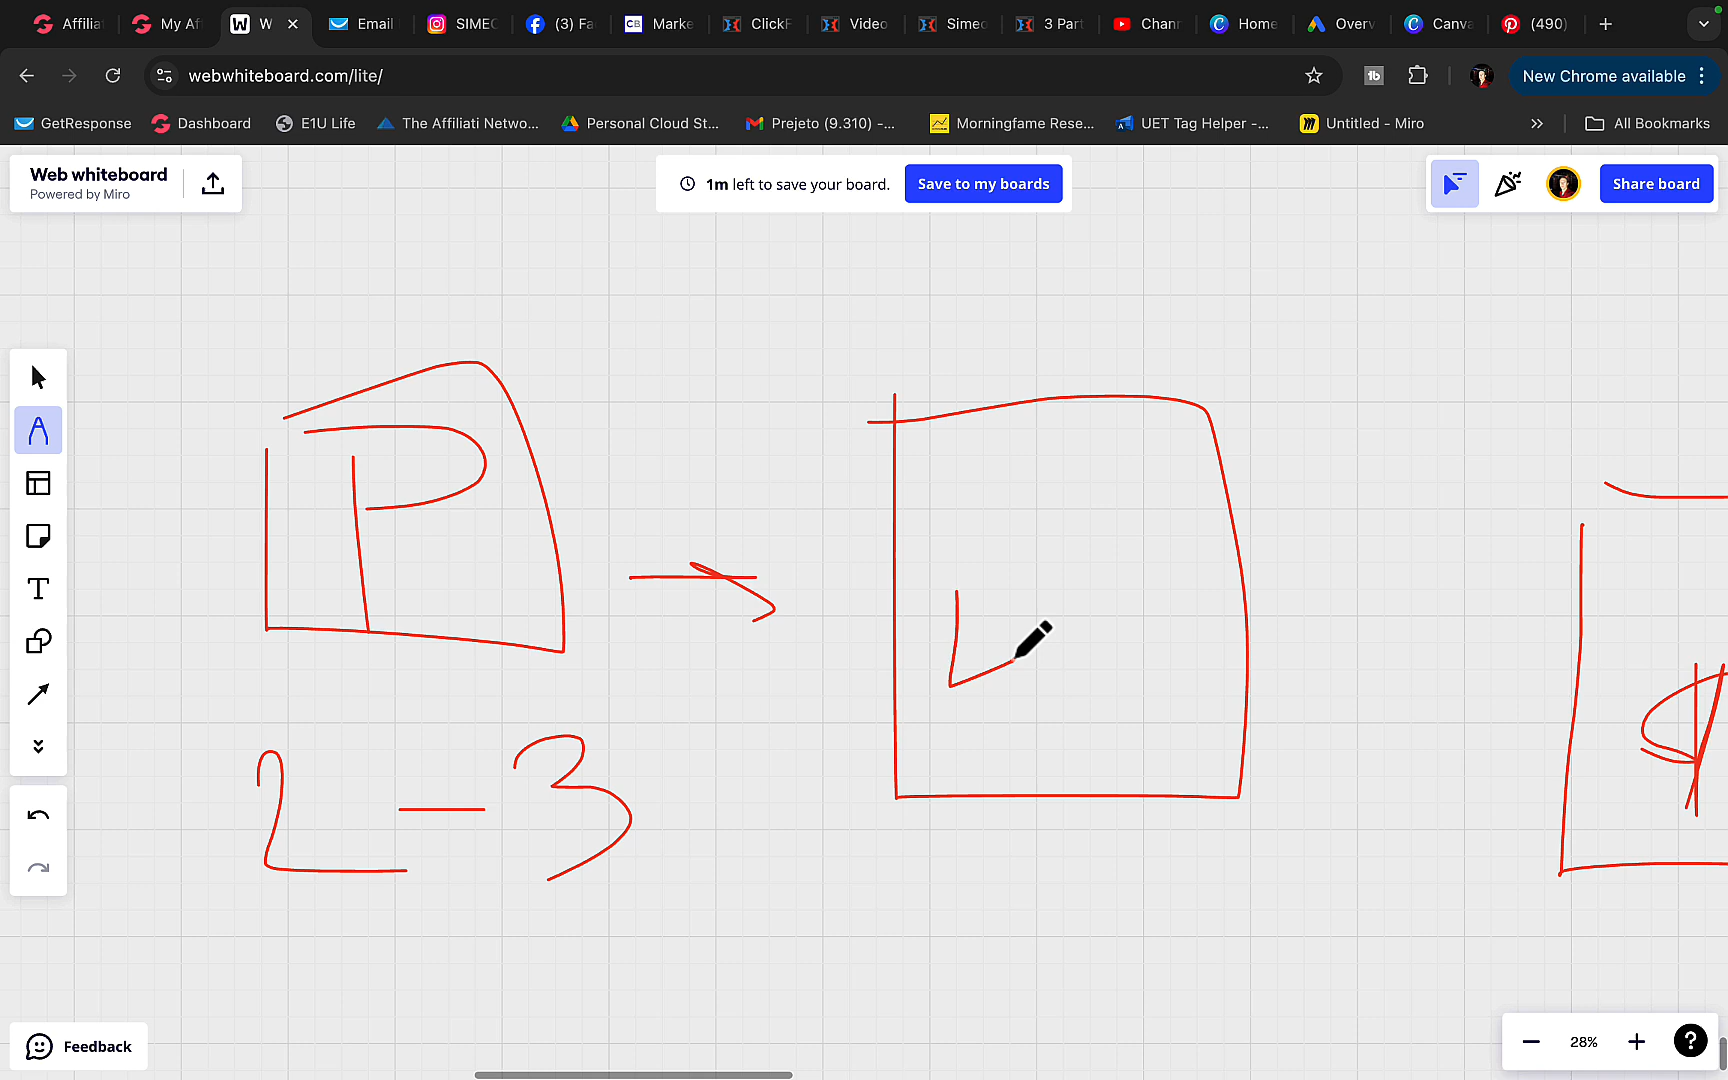 Affilia
My Af
W
Email
SIMEC
(3) Fa
Marke
ClickF
Video
Simeo
3 Part
Chann
Home
Overv
Canva
(490)
webwhiteboard.com/lite/
New Chrome available
GetResponse
Dashboard
E1U Life
The Affiliati Netwo...
Personal Cloud St...
Prejeto (9.310) -...
Morningfame Rese...
UET Tag Helper -...
Untitled - Miro
All Bookmarks
Web whiteboard
Powered by Miro
1m left to save your board.
Save to my boards
Share board
P
L
$
2 - 3
Feedback
28%